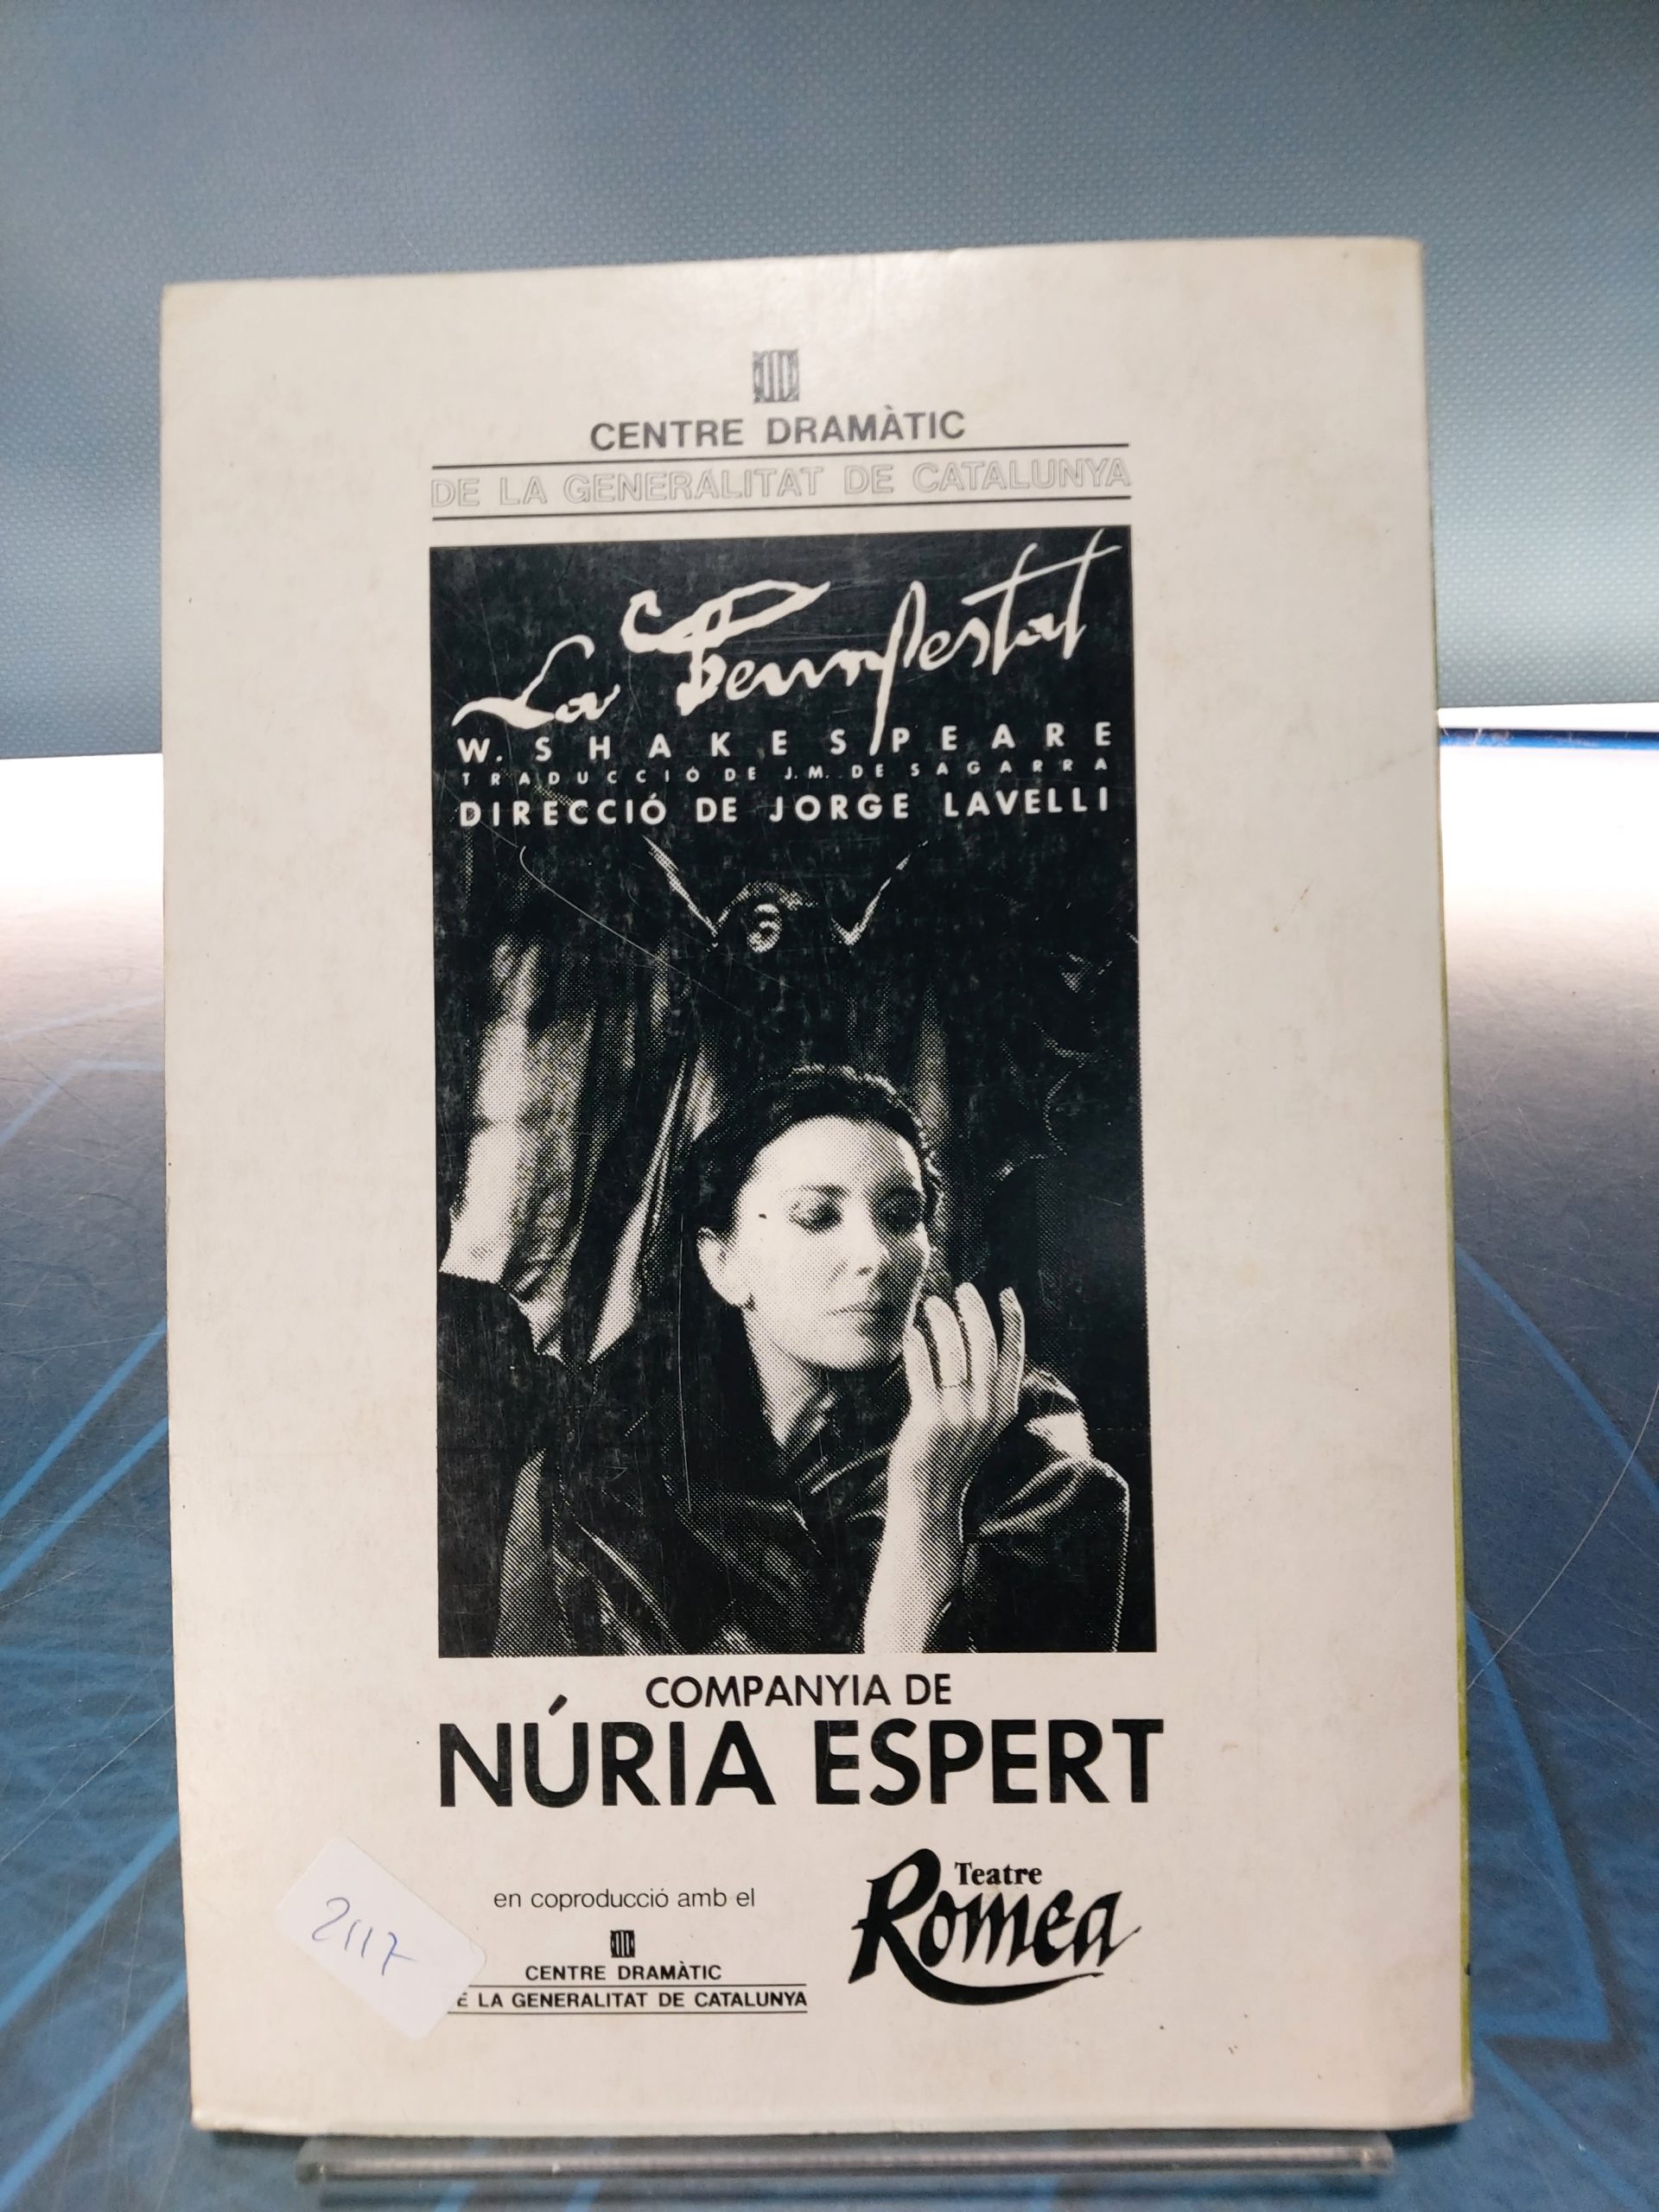 CENTRE DRAMÀTIC
DE LA GENERALITAT DE CATALUNYA
La Tempestat
W. SHAKESPEARE
TRADUCCIÓ DE J.M. DE SAGARRA
DIRECCIÓ DE JORGE LAVELLI
COMPANYIA DE
NÚRIA ESPERT
en coproducció amb el
CENTRE DRAMÀTIC
E LA GENERALITAT DE CATALUNYA
Teatre
Romea
2117